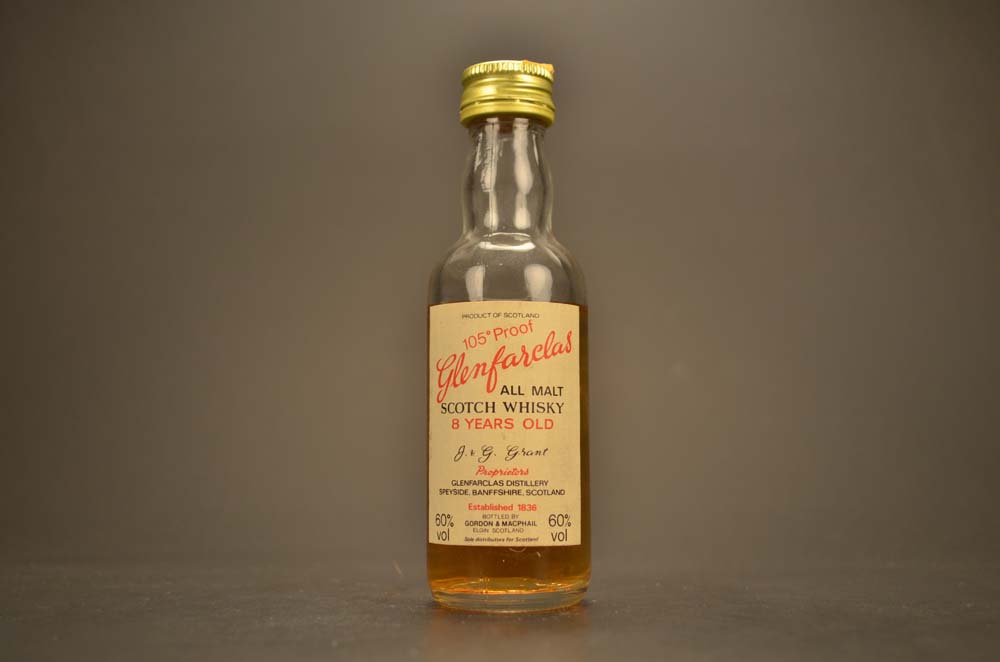 PRODUCT OF SCOTLAND
105° Proof
Glenfarclas
ALL MALT
SCOTCH WHISKY
8 YEARS OLD
J. & G. Grant
Proprietors
GLENFARCLAS DISTILLERY
SPEYSIDE, BANFFSHIRE, SCOTLAND
Established 1836
BOTTLED BY
GORDON & MACPHAIL
ELGIN SCOTLAND
60% vol
60% vol
Sole distributors for Scotland